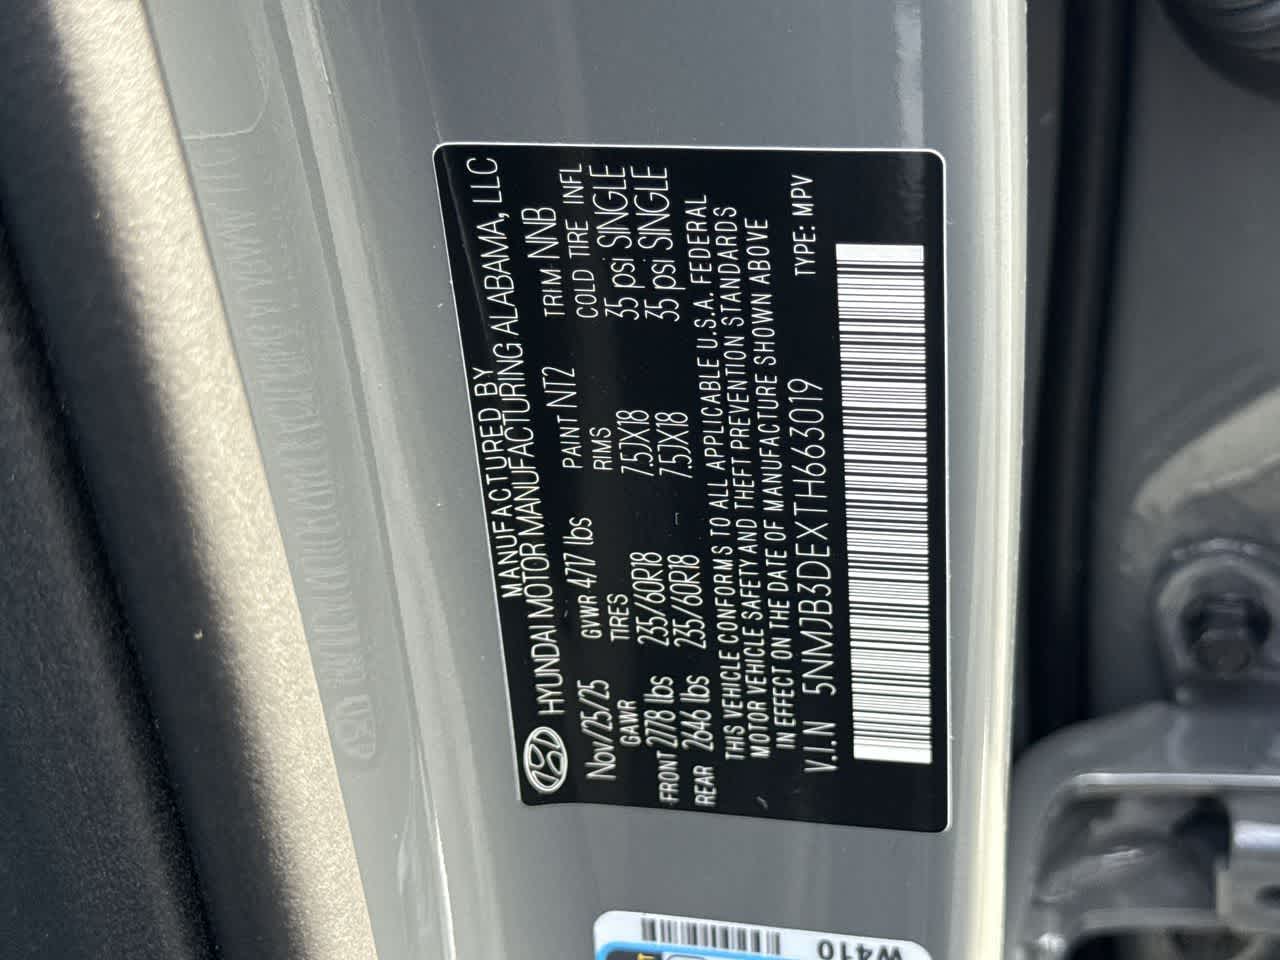 MANUFACTURED BY
HYUNDAI MOTOR MANUFACTURING ALABAMA, LLC
Nov/25/25 GVWR 4717 lbs PAINT NT2 TRIM NNB
GAWR TIRES RIMS COLD TIRE INFL
FRONT 2778 lbs 235/60R18 7.5JX18 35 psi SINGLE
REAR 2646 lbs 235/60R18 7.5JX18 35 psi SINGLE
THIS VEHICLE CONFORMS TO ALL APPLICABLE U.S.A. FEDERAL
MOTOR VEHICLE SAFETY AND THEFT PREVENTION STANDARDS
IN EFFECT ON THE DATE OF MANUFACTURE SHOWN ABOVE
V.I.N 5NMJB3DEXTH663019 TYPE: MPV
W410